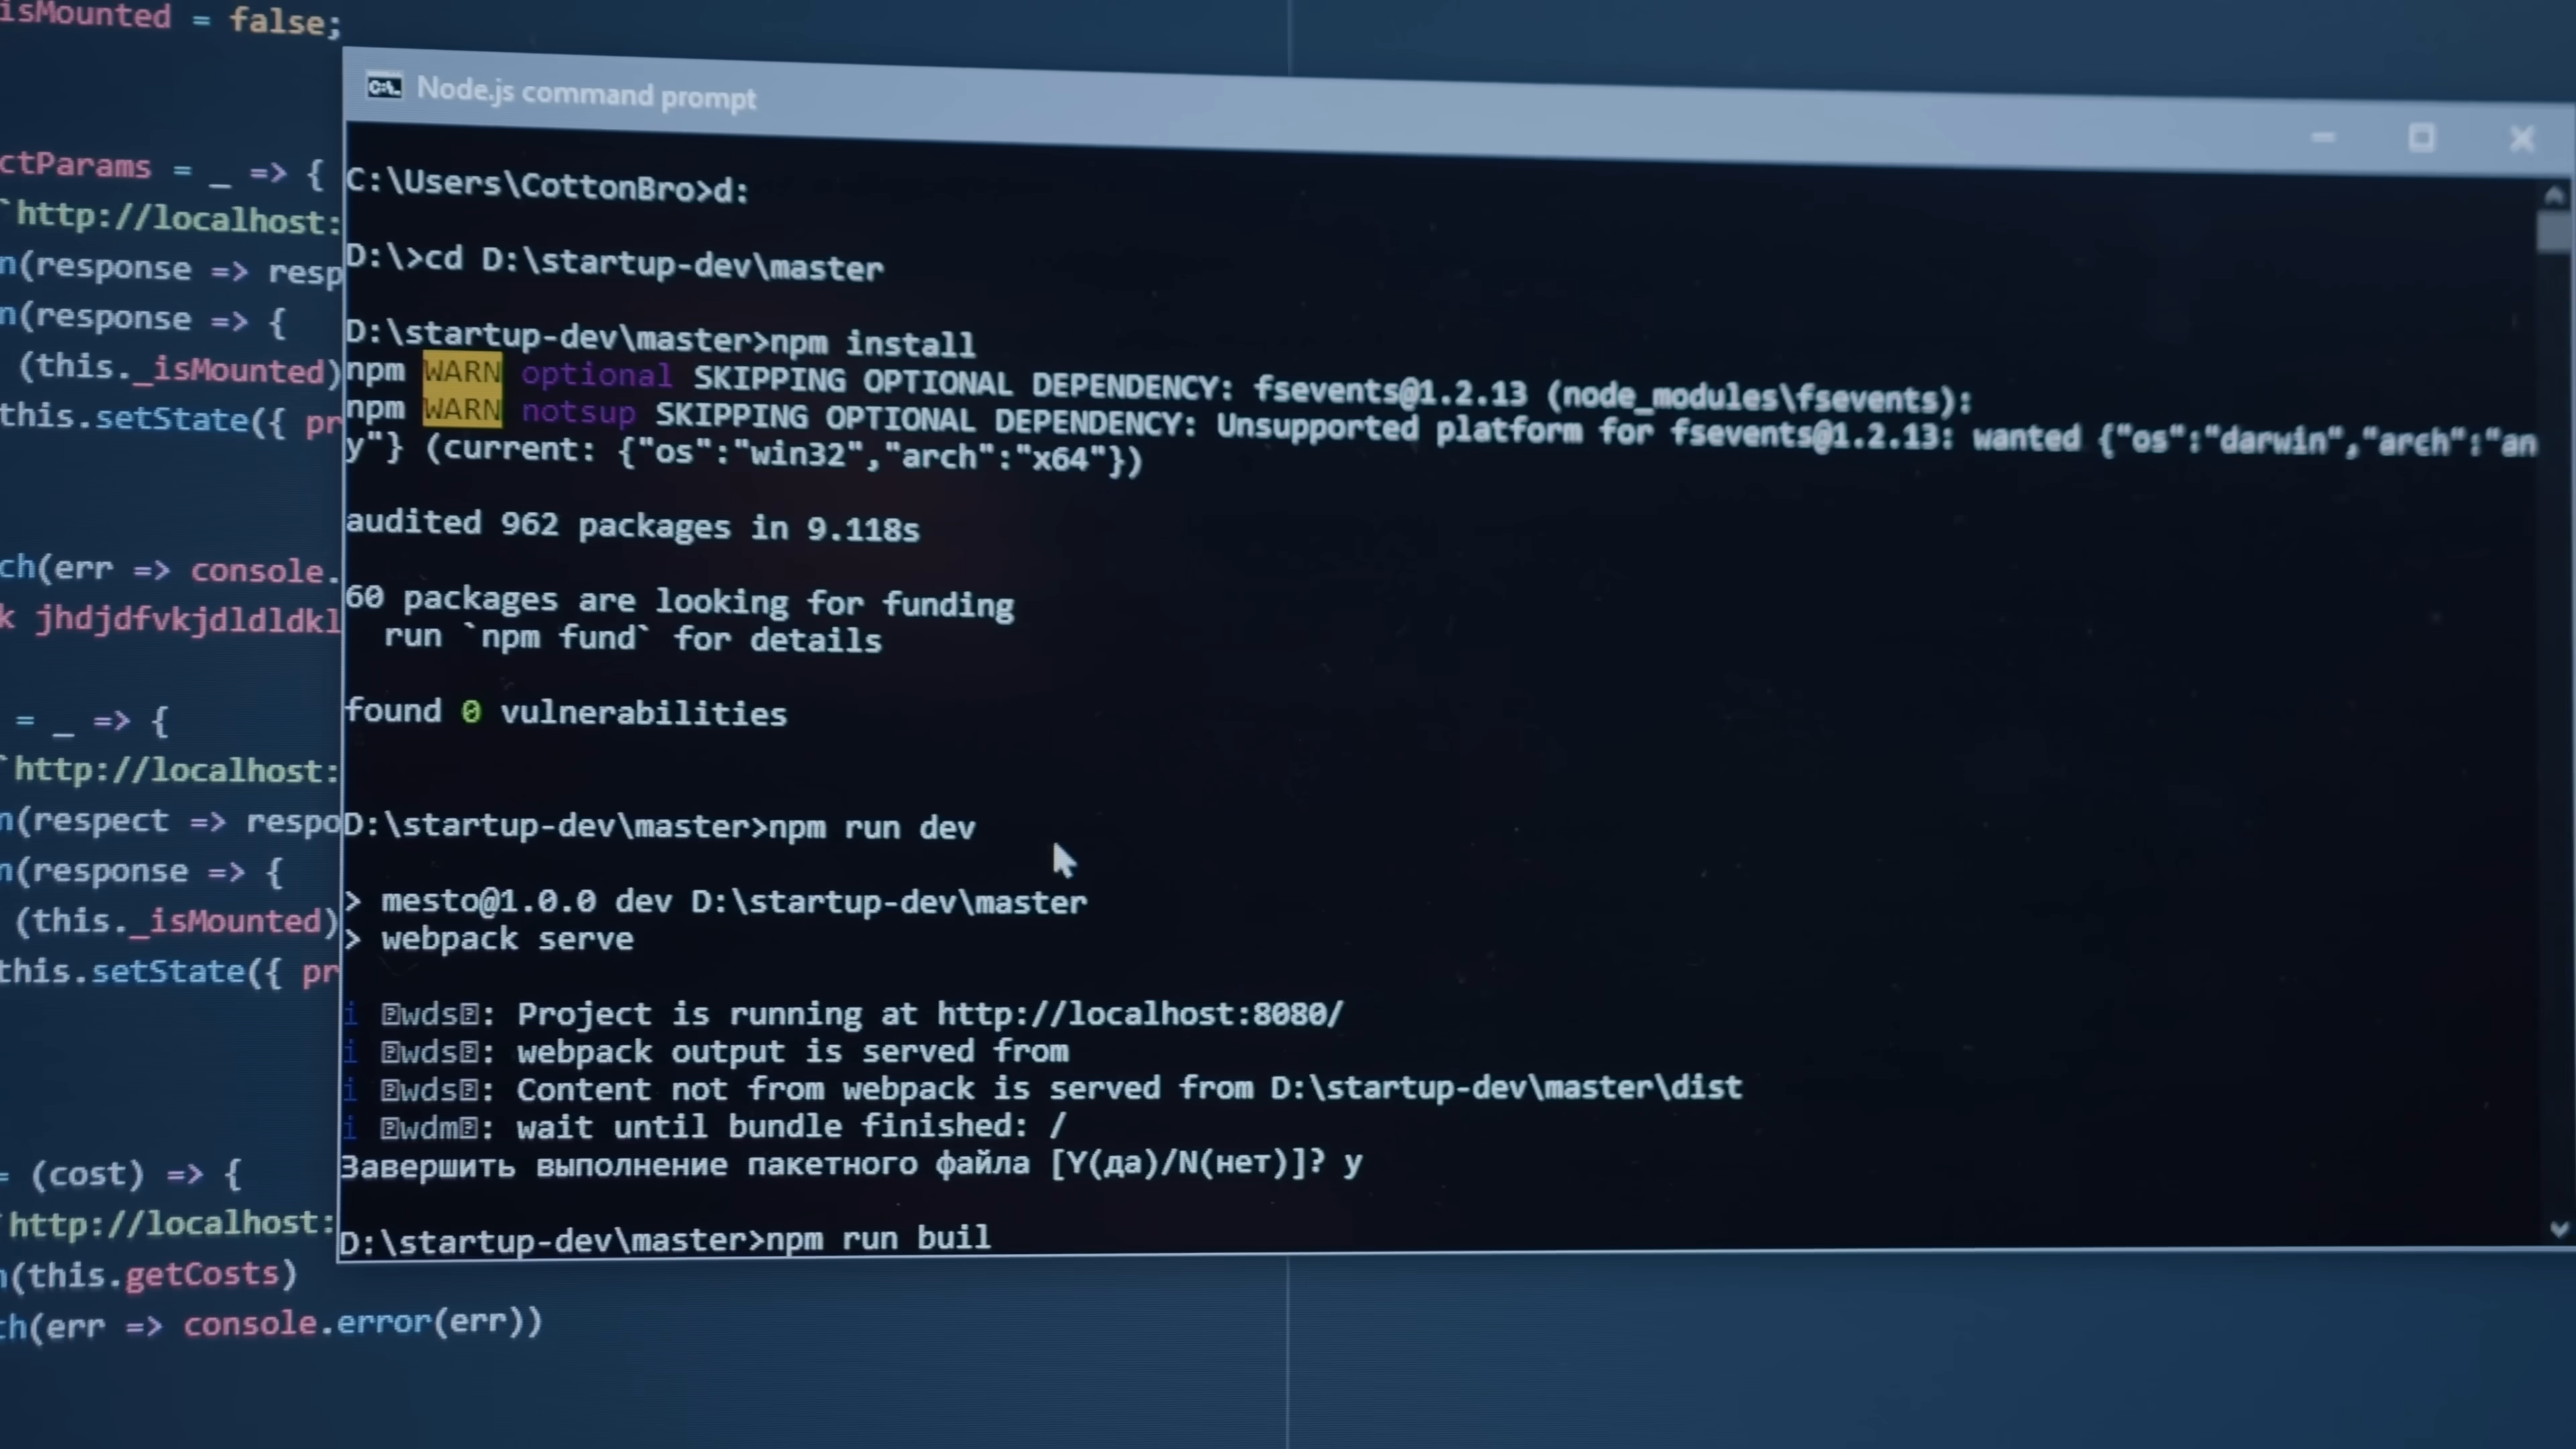 isMounted = false;
ctParams = _ => {
`http://localhost:
n(response => resp
n(response => {
(this._isMounted)
this.setState({ pr
ch(err => console.
k jhdjdfvkjdldldkl
= _ => {
`http://localhost:
n(respect => respo
n(response => {
(this._isMounted)
this.setState({ pr
= (cost) => {
`http://localhost:
n(this.getCosts)
ch(err => console.error(err))
C:\. Node.js command prompt
C:\Users\CottonBro>d:
D:\>cd D:\startup-dev\master
D:\startup-dev\master>npm install
npm WARN optional SKIPPING OPTIONAL DEPENDENCY: fsevents@1.2.13 (node_modules\fsevents):
npm WARN notsup SKIPPING OPTIONAL DEPENDENCY: Unsupported platform for fsevents@1.2.13: wanted {"os":"darwin","arch":"an
y"} (current: {"os":"win32","arch":"x64"})
audited 962 packages in 9.118s
60 packages are looking for funding
run `npm fund` for details
found 0 vulnerabilities
D:\startup-dev\master>npm run dev
> mesto@1.0.0 dev D:\startup-dev\master
> webpack serve
i ⍰wds⍰: Project is running at http://localhost:8080/
i ⍰wds⍰: webpack output is served from
i ⍰wds⍰: Content not from webpack is served from D:\startup-dev\master\dist
i ⍰wdm⍰: wait until bundle finished: /
Завершить выполнение пакетного файла [Y(да)/N(нет)]? y
D:\startup-dev\master>npm run buil